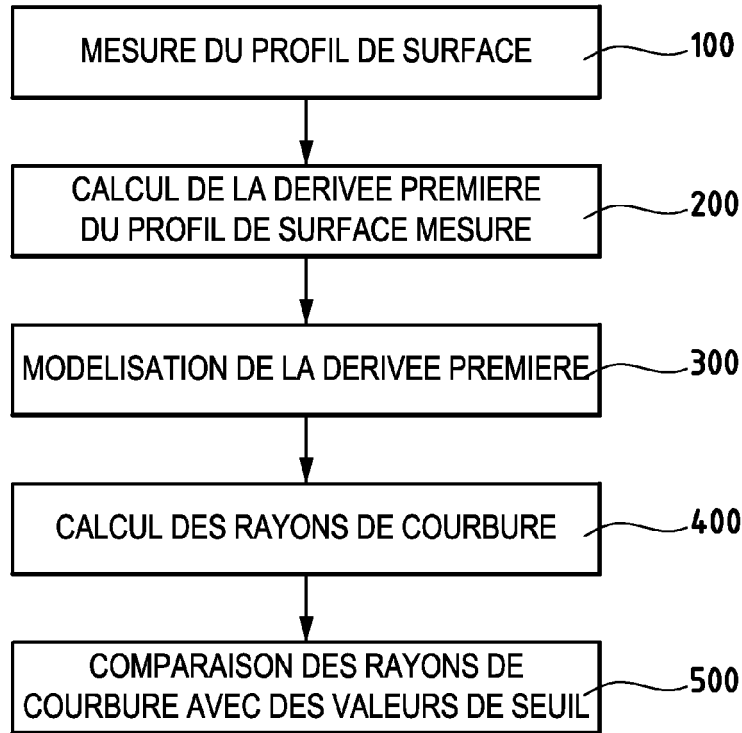 MESURE DU PROFIL DE SURFACE
100
CALCUL DE LA DERIVEE PREMIERE
DU PROFIL DE SURFACE MESURE
200
MODELISATION DE LA DERIVEE PREMIERE
300
CALCUL DES RAYONS DE COURBURE
400
COMPARAISON DES RAYONS DE
COURBURE AVEC DES VALEURS DE SEUIL
500